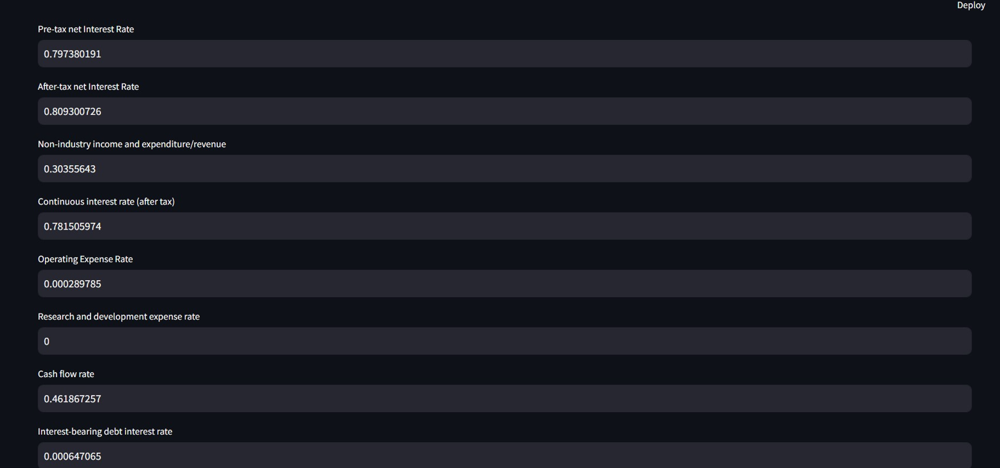 Deploy
Pre-tax net Interest Rate
0.797380191
After-tax net Interest Rate
0.809300726
Non-industry income and expenditure/revenue
0.30355643
Continuous interest rate (after tax)
0.781505974
Operating Expense Rate
0.000289785
Research and development expense rate
0
Cash flow rate
0.461867257
Interest-bearing debt interest rate
0.000647065